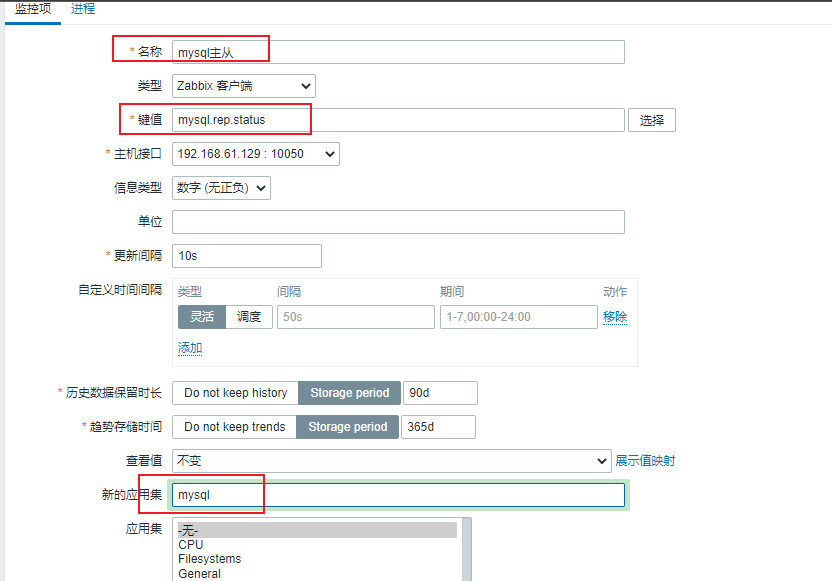 监控项 进程
* 名称 mysql主从
类型 Zabbix 客户端
* 键值 mysql.rep.status 选择
* 主机接口 192.168.61.129 : 10050
信息类型 数字 (无正负)
单位
* 更新间隔 10s
自定义时间间隔 类型 间隔 期间 动作
灵活 调度 50s 1-7,00:00-24:00 移除
添加
* 历史数据保留时长 Do not keep history Storage period 90d
* 趋势存储时间 Do not keep trends Storage period 365d
查看值 不变 展示值映射
新的应用集 mysql
应用集 -无-
CPU
Filesystems
General